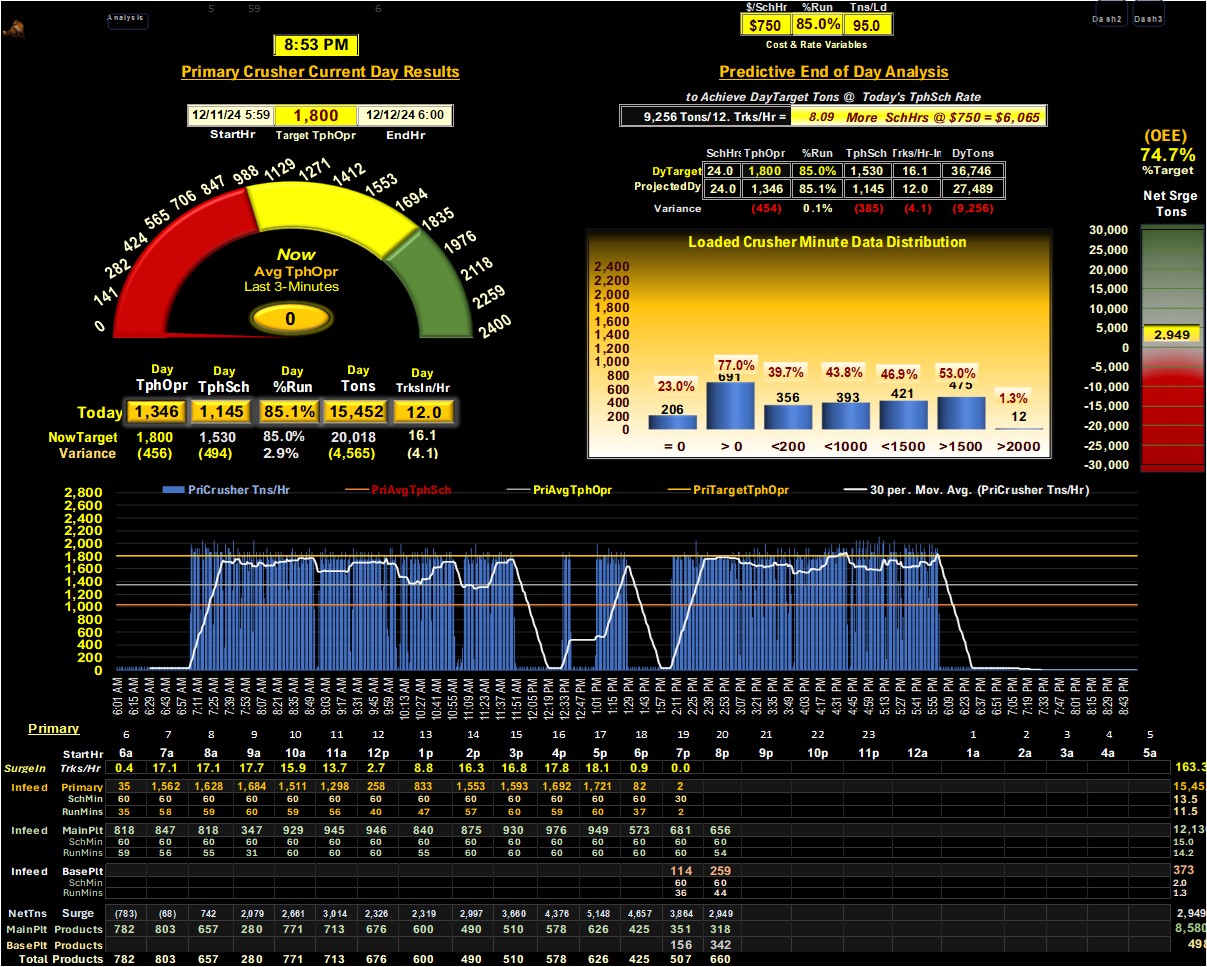 5 59 6
Analysis
$/SchHr %Run Tns/Ld
$750 85.0% 95.0
Cost & Rate Variables
Dash2 Dash3
8:53 PM
Primary Crusher Current Day Results
12/11/24 5:59 1,800 12/12/24 6:00
StartHr Target TphOpr EndHr
0 141 282 424 565 706 847 988 1129 1271 1412 1553 1694 1835 1976 2118 2259 2400
Now
Avg TphOpr
Last 3-Minutes
0
Day Day Day Day Day
TphOpr TphSch %Run Tons TrksIn/Hr
Today 1,346 1,145 85.1% 15,452 12.0
NowTarget 1,800 1,530 85.0% 20,018 16.1
Variance (456) (494) 2.9% (4,565) (4.1)
Predictive End of Day Analysis
to Achieve DayTarget Tons @ Today's TphSch Rate
9,256 Tons/12. Trks/Hr = 8.09 More SchHrs @ $750 = $6,065
SchHrs TphOpr %Run TphSch Trks/Hr-In DyTons
DyTarget 24.0 1,800 85.0% 1,530 16.1 36,746
ProjectedDy 24.0 1,346 85.1% 1,145 12.0 27,489
Variance (454) 0.1% (385) (4.1) (9,256)
Loaded Crusher Minute Data Distribution
2,400
2,200
2,000
1,800
1,600
1,400
1,200
1,000
800
600
400
200
0
23.0% 77.0% 39.7% 43.8% 46.9% 53.0% 1.3%
206 691 356 393 421 475 12
= 0 > 0 <200 <1000 <1500 >1500 >2000
(OEE)
74.7%
%Target
Net Srge
Tons
30,000
25,000
20,000
15,000
10,000
5,000
2,949
0
-5,000
-10,000
-15,000
-20,000
-25,000
-30,000
PriCrusher Tns/Hr PriAvgTphSch PriAvgTphOpr PriTargetTphOpr 30 per. Mov. Avg. (PriCrusher Tns/Hr)
2,800
2,600
2,400
2,200
2,000
1,800
1,600
1,400
1,200
1,000
800
600
400
200
0
6:01 AM 6:15 AM 6:29 AM 6:43 AM 6:57 AM 7:11 AM 7:25 AM 7:39 AM 7:53 AM 8:07 AM 8:21 AM 8:35 AM 8:49 AM 9:03 AM 9:17 AM 9:31 AM 9:45 AM 9:59 AM 10:13 AM 10:27 AM 10:41 AM 10:55 AM 11:09 AM 11:23 AM 11:37 AM 11:51 AM 12:05 PM 12:19 PM 12:33 PM 12:47 PM 1:01 PM 1:15 PM 1:29 PM 1:43 PM 1:57 PM 2:11 PM 2:25 PM 2:39 PM 2:53 PM 3:07 PM 3:21 PM 3:35 PM 3:49 PM 4:03 PM 4:17 PM 4:31 PM 4:45 PM 4:59 PM 5:13 PM 5:27 PM 5:41 PM 5:55 PM 6:09 PM 6:23 PM 6:37 PM 6:51 PM 7:05 PM 7:19 PM 7:33 PM 7:47 PM 8:01 PM 8:15 PM 8:29 PM 8:43 PM
Primary
6 7 8 9 10 11 12 13 14 15 16 17 18 19 20 21 22 23 1 2 3 4 5
StartHr 6a 7a 8a 9a 10a 11a 12p 1p 2p 3p 4p 5p 6p 7p 8p 9p 10p 11p 12a 1a 2a 3a 4a 5a
SurgeIn Trks/Hr 0.4 17.1 17.1 17.7 15.9 13.7 2.7 8.8 16.3 16.8 17.8 18.1 0.9 0.0 163.3
Infeed Primary 35 1,562 1,628 1,684 1,511 1,298 258 833 1,553 1,593 1,692 1,721 82 2 15,45
SchMin 60 60 60 60 60 60 60 60 60 60 60 60 60 30 13.5
RunMins 35 58 59 60 59 56 40 47 57 60 59 60 37 2 11.5
Infeed MainPlt 818 847 818 347 929 945 946 840 875 930 976 949 573 681 656 12,13
SchMin 60 60 60 60 60 60 60 60 60 60 60 60 60 60 60 15.0
RunMins 59 56 55 31 60 60 60 55 60 60 60 60 60 60 54 14.2
Infeed BasePlt 114 259 373
SchMin 60 60 2.0
RunMins 36 44 1.3
NetTns Surge (783) (68) 742 2,079 2,661 3,014 2,326 2,319 2,997 3,660 4,376 5,148 4,657 3,864 2,949 2,949
MainPlt Products 782 803 657 280 771 713 676 600 490 510 578 626 425 351 318 8,580
BasePlt Products 156 342 498
Total Products 782 803 657 280 771 713 676 600 490 510 578 626 425 507 660